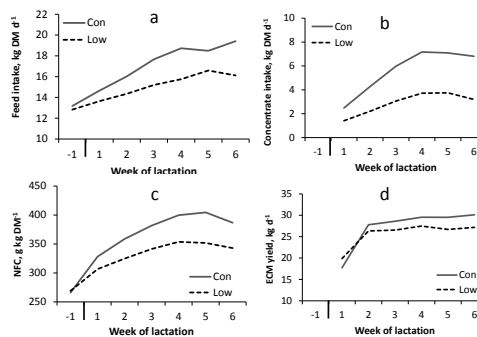 a
Feed intake, kg DM d-1
22
20
18
16
14
12
10
Con
Low
-1 1 2 3 4 5 6
Week of lactation
b
Concentrate intake, kg DM d-1
10
8
6
4
2
0
Con
Low
-1 1 2 3 4 5 6
Week of lactation
c
NFC, g kg DM-1
450
400
350
300
250
Con
Low
-1 1 2 3 4 5 6
Week of lactation
d
ECM yield, kg d-1
35
30
25
20
15
10
Con
Low
-1 1 2 3 4 5 6
Week of lactation